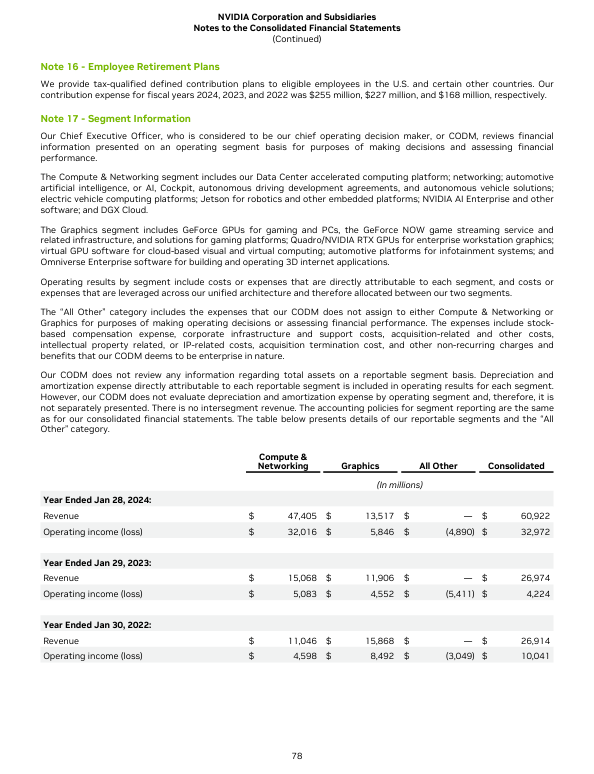 NVIDIA Corporation and Subsidiaries
Notes to the Consolidated Financial Statements
(Continued)
Note 16 - Employee Retirement Plans
We provide tax-qualified defined contribution plans to eligible employees in the U.S. and certain other countries. Our
contribution expense for fiscal years 2024, 2023, and 2022 was $255 million, $227 million, and $168 million, respectively.
Note 17 - Segment Information
Our Chief Executive Officer, who is considered to be our chief operating decision maker, or CODM, reviews financial
information presented on an operating segment basis for purposes of making decisions and assessing financial
performance.
The Compute & Networking segment includes our Data Center accelerated computing platform; networking; automotive
artificial intelligence, or AI, Cockpit, autonomous driving development agreements, and autonomous vehicle solutions;
electric vehicle computing platforms; Jetson for robotics and other embedded platforms; NVIDIA AI Enterprise and other
software; and DGX Cloud.
The Graphics segment includes GeForce GPUs for gaming and PCs, the GeForce NOW game streaming service and
related infrastructure, and solutions for gaming platforms; Quadro/NVIDIA RTX GPUs for enterprise workstation graphics;
virtual GPU software for cloud-based visual and virtual computing; automotive platforms for infotainment systems; and
Omniverse Enterprise software for building and operating 3D internet applications.
Operating results by segment include costs or expenses that are directly attributable to each segment, and costs or
expenses that are leveraged across our unified architecture and therefore allocated between our two segments.
The “All Other” category includes the expenses that our CODM does not assign to either Compute & Networking or
Graphics for purposes of making operating decisions or assessing financial performance. The expenses include stock-
based compensation expense, corporate infrastructure and support costs, acquisition-related and other costs,
intellectual property related, or IP-related costs, acquisition termination cost, and other non-recurring charges and
benefits that our CODM deems to be enterprise in nature.
Our CODM does not review any information regarding total assets on a reportable segment basis. Depreciation and
amortization expense directly attributable to each reportable segment is included in operating results for each segment.
However, our CODM does not evaluate depreciation and amortization expense by operating segment and, therefore, it is
not separately presented. There is no intersegment revenue. The accounting policies for segment reporting are the same
as for our consolidated financial statements. The table below presents details of our reportable segments and the “All
Other” category.
Compute &
Networking Graphics All Other Consolidated
(In millions)
Year Ended Jan 28, 2024:
Revenue $ 47,405 $ 13,517 $ — $ 60,922
Operating income (loss) $ 32,016 $ 5,846 $ (4,890) $ 32,972
Year Ended Jan 29, 2023:
Revenue $ 15,068 $ 11,906 $ — $ 26,974
Operating income (loss) $ 5,083 $ 4,552 $ (5,411) $ 4,224
Year Ended Jan 30, 2022:
Revenue $ 11,046 $ 15,868 $ — $ 26,914
Operating income (loss) $ 4,598 $ 8,492 $ (3,049) $ 10,041
78